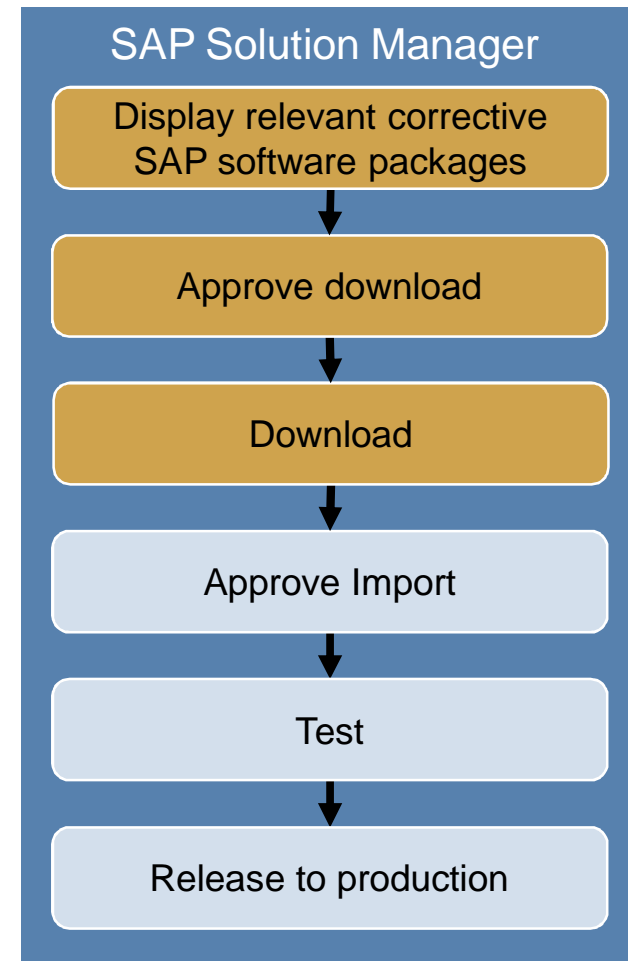 SAP Solution Manager
Display relevant corrective
SAP software packages
Approve download
Download
Approve Import
Test
Release to production